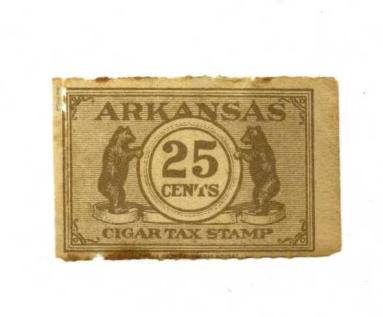 ARKANSAS
25
CENTS
CIGAR TAX STAMP